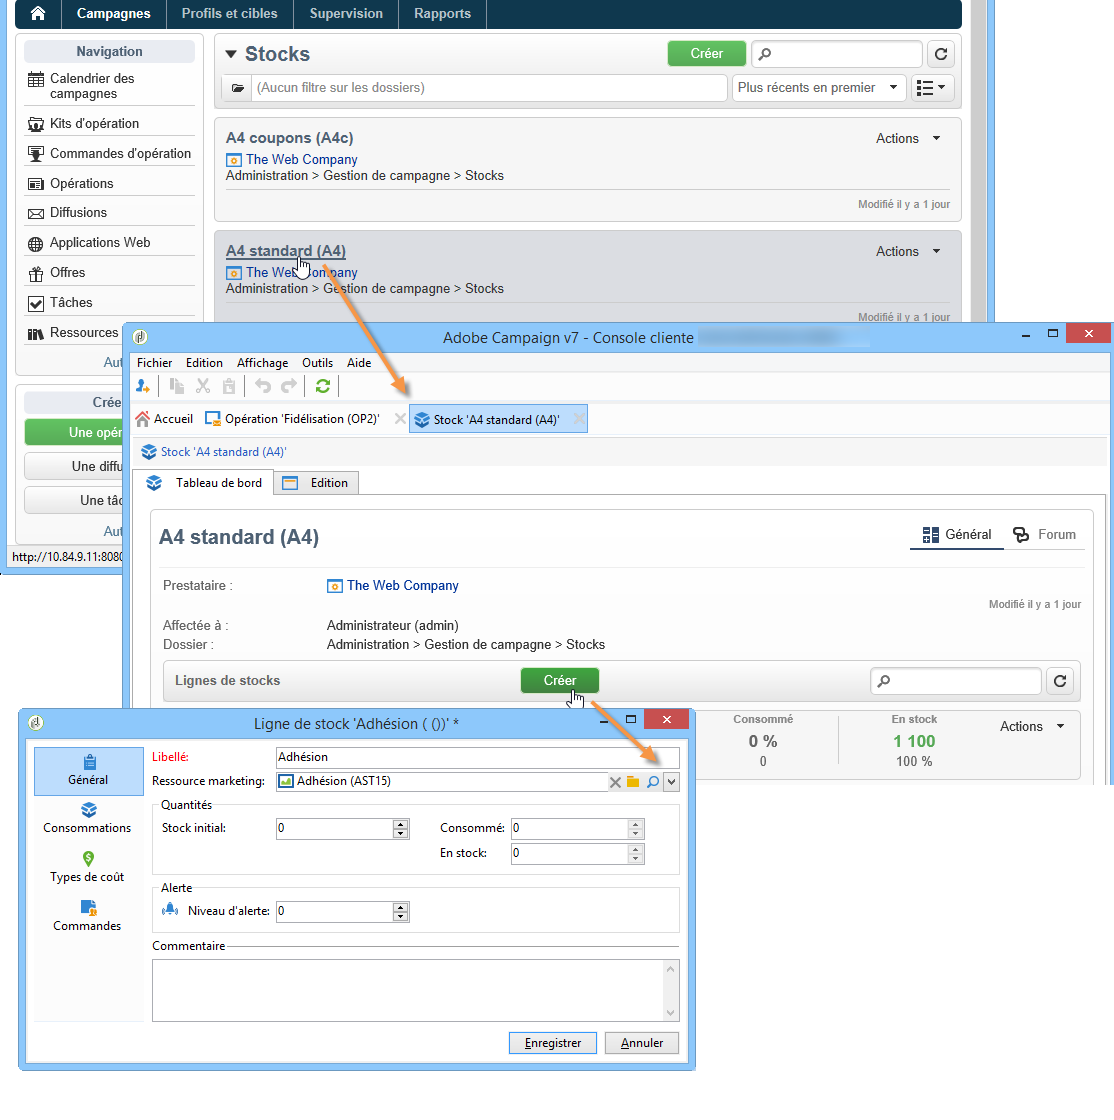 Campagnes
Profils et cibles
Supervision
Rapports
Navigation
Calendrier des
campagnes
Kits d'opération
Commandes d'opération
Opérations
Diffusions
Applications Web
Offres
Tâches
Ressources
Stocks
Créer
(Aucun filtre sur les dossiers)
Plus récents en premier
A4 coupons (A4c)
Actions
The Web Company
Administration > Gestion de campagne > Stocks
Modifié il y a 1 jour
A4 standard (A4)
Actions
The Web Company
Administration > Gestion de campagne > Stocks
Modifié il y a 1 jour
Aut
Crée
Une opér
Une diffu
Une tâc
Aut
http://10.84.9.11:8080
Adobe Campaign v7 - Console cliente
Fichier
Edition
Affichage
Outils
Aide
Accueil
Opération 'Fidélisation (OP2)'
Stock 'A4 standard (A4)'
Stock 'A4 standard (A4)'
Tableau de bord
Edition
A4 standard (A4)
Général
Forum
Prestataire :
The Web Company
Modifié il y a 1 jour
Affectée à :
Administrateur (admin)
Dossier :
Administration > Gestion de campagne > Stocks
Lignes de stocks
Créer
Consommé
0 %
0
En stock
1 100
100 %
Actions
Ligne de stock 'Adhésion ( ())' *
Général
Consommations
Types de coût
Commandes
Libellé:
Adhésion
Ressource marketing:
Adhésion (AST15)
Quantités
Stock initial:
0
Consommé:
0
En stock:
0
Alerte
Niveau d'alerte:
0
Commentaire
Enregistrer
Annuler